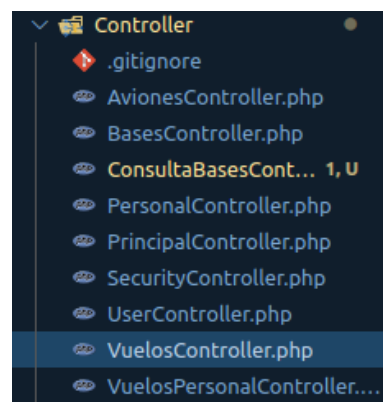 Controller
.gitignore
AvionesController.php
BasesController.php
ConsultaBasesCont... 1, U
PersonalController.php
PrincipalController.php
SecurityController.php
UserController.php
VuelosController.php
VuelosPersonalController....